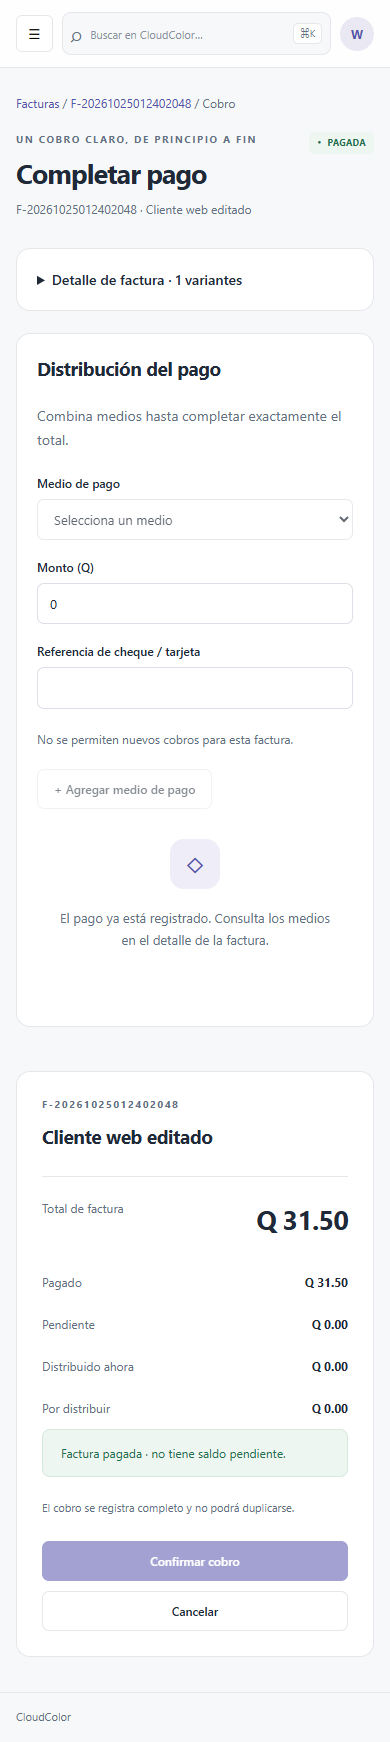 ☰
Buscar en CloudColor...
⌘K
W
Facturas / F-20261025012402048 / Cobro
UN COBRO CLARO, DE PRINCIPIO A FIN
• PAGADA
Completar pago
F-20261025012402048 · Cliente web editado
▶ Detalle de factura · 1 variantes
Distribución del pago
Combina medios hasta completar exactamente el
total.
Medio de pago
Selecciona un medio
Monto (Q)
0
Referencia de cheque / tarjeta
No se permiten nuevos cobros para esta factura.
+ Agregar medio de pago
El pago ya está registrado. Consulta los medios
en el detalle de la factura.
F-20261025012402048
Cliente web editado
Total de factura Q 31.50
Pagado Q 31.50
Pendiente Q 0.00
Distribuido ahora Q 0.00
Por distribuir Q 0.00
Factura pagada · no tiene saldo pendiente.
El cobro se registra completo y no podrá duplicarse.
Confirmar cobro
Cancelar
CloudColor